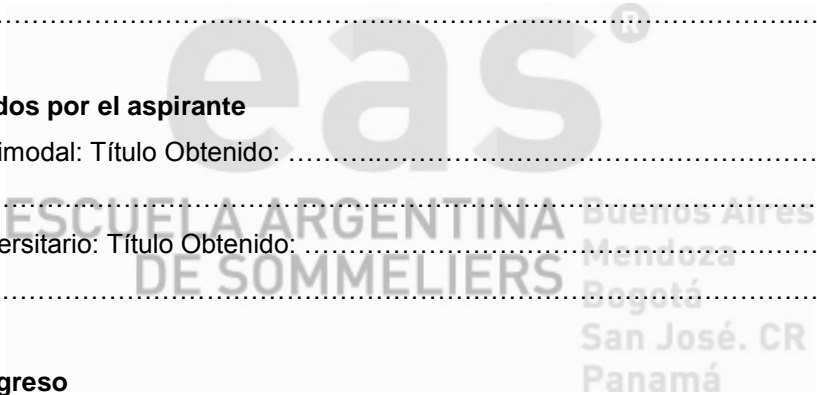 eas®
……………………………………………………………………………………...…
dos por el aspirante
imodal: Título Obtenido: ………...………………………………………………
………………………………………………………………………………………
ESCUELA ARGENTINA
DE SOMMELIERS
ersitario: Título Obtenido: ………………………………………………………
………………………………………………………………………………………
Buenos Aires
Mendoza
Bogotá
San José. CR
Panamá
greso